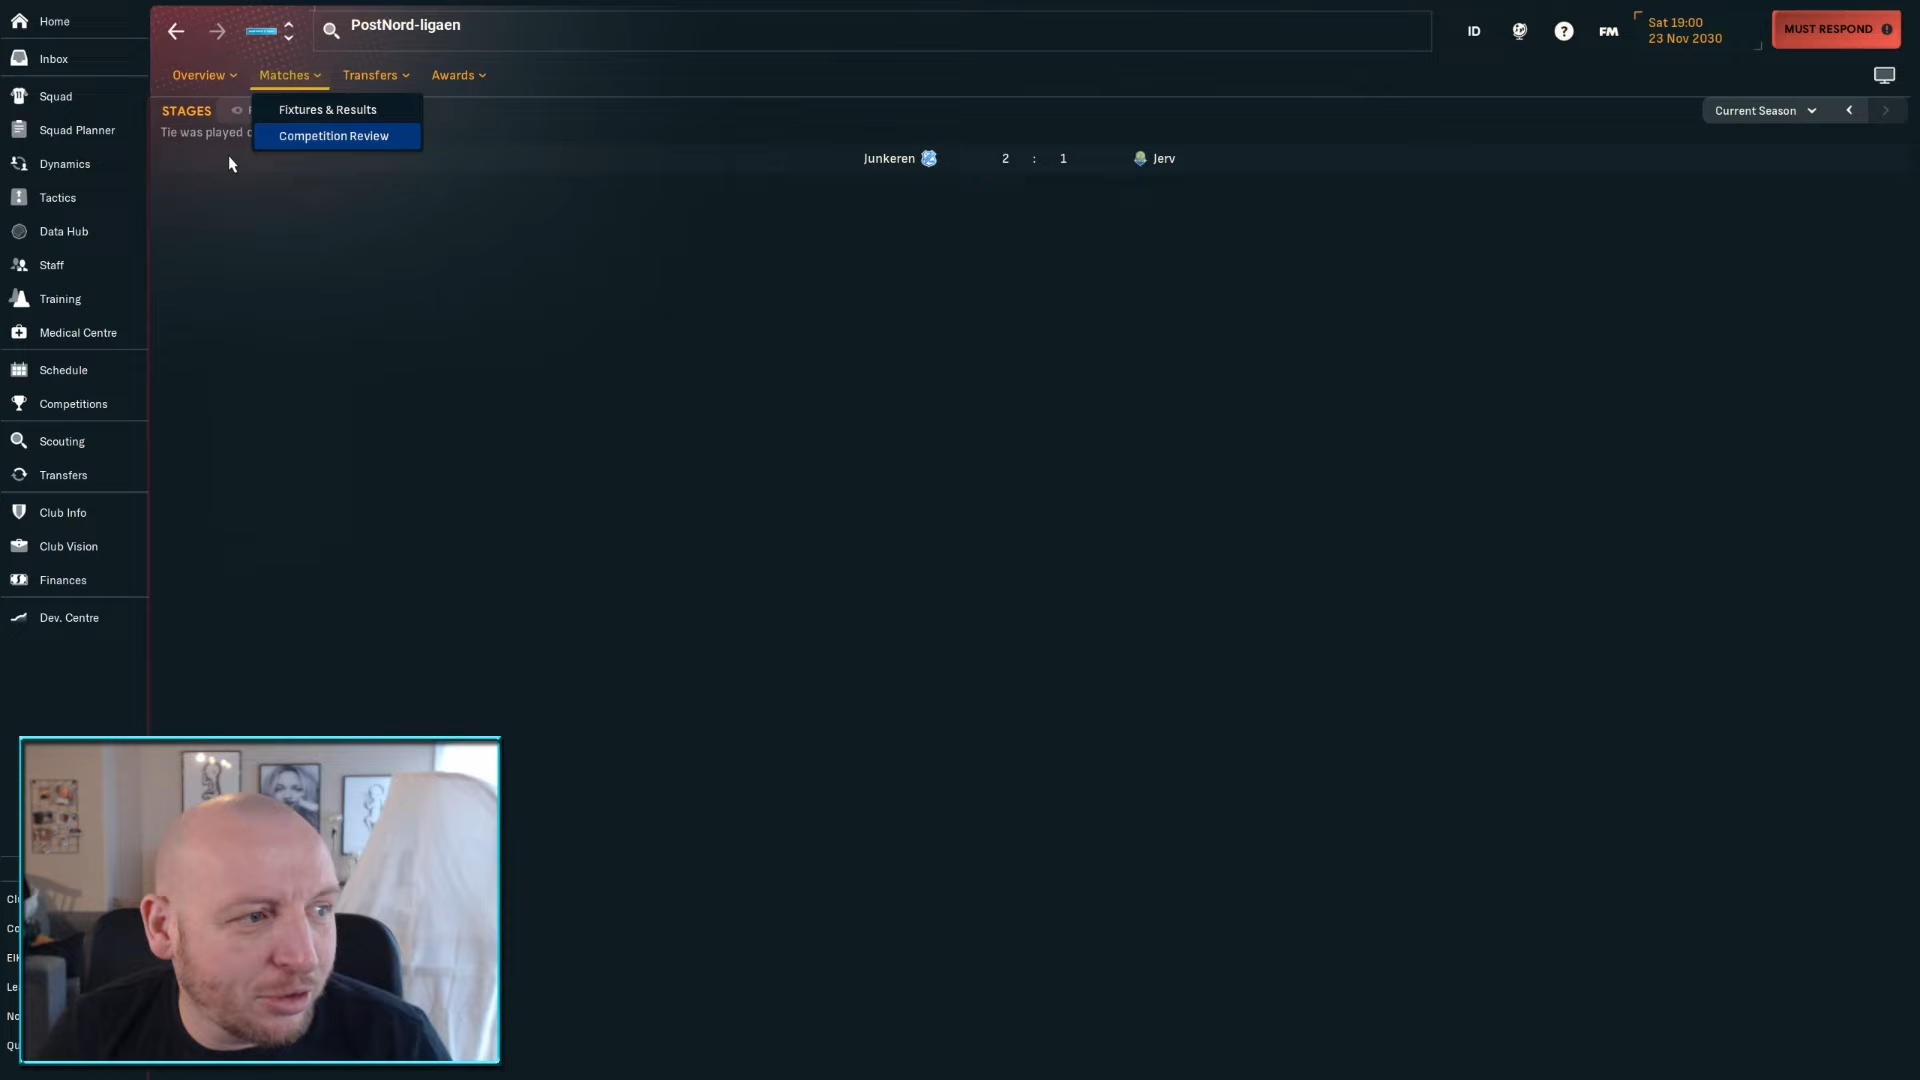 Home
PostNord-ligaen
ID
FM
Sat 19:00
23 Nov 2030
MUST RESPOND
Inbox
Overview
Matches
Transfers
Awards
Squad
STAGES
Fixtures & Results
Current Season
Squad Planner
Tie was played
Competition Review
Junkeren 2 : 1 Jerv
Dynamics
Tactics
Data Hub
Staff
Training
Medical Centre
Schedule
Competitions
Scouting
Transfers
Club Info
Club Vision
Finances
Dev. Centre